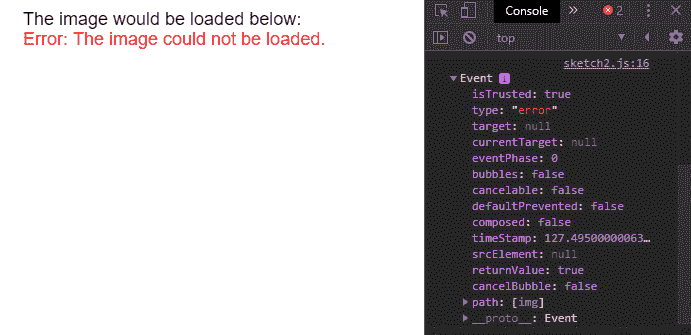 The image would be loaded below:
Error: The image could not be loaded.
Console » 2
top
sketch2.js:16
Event i
isTrusted: true
type: "error"
target: null
currentTarget: null
eventPhase: 0
bubbles: false
cancelable: false
defaultPrevented: false
composed: false
timeStamp: 127.49500000063…
srcElement: null
returnValue: true
cancelBubble: false
path: [img]
__proto__: Event